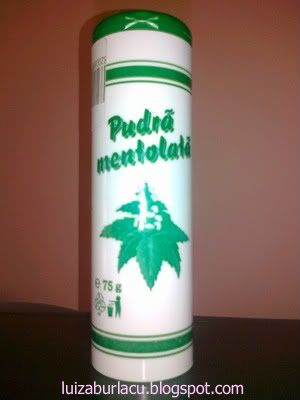 Pudră
mentolată
℮ 75 g
luizaburlacu.blogspot.com